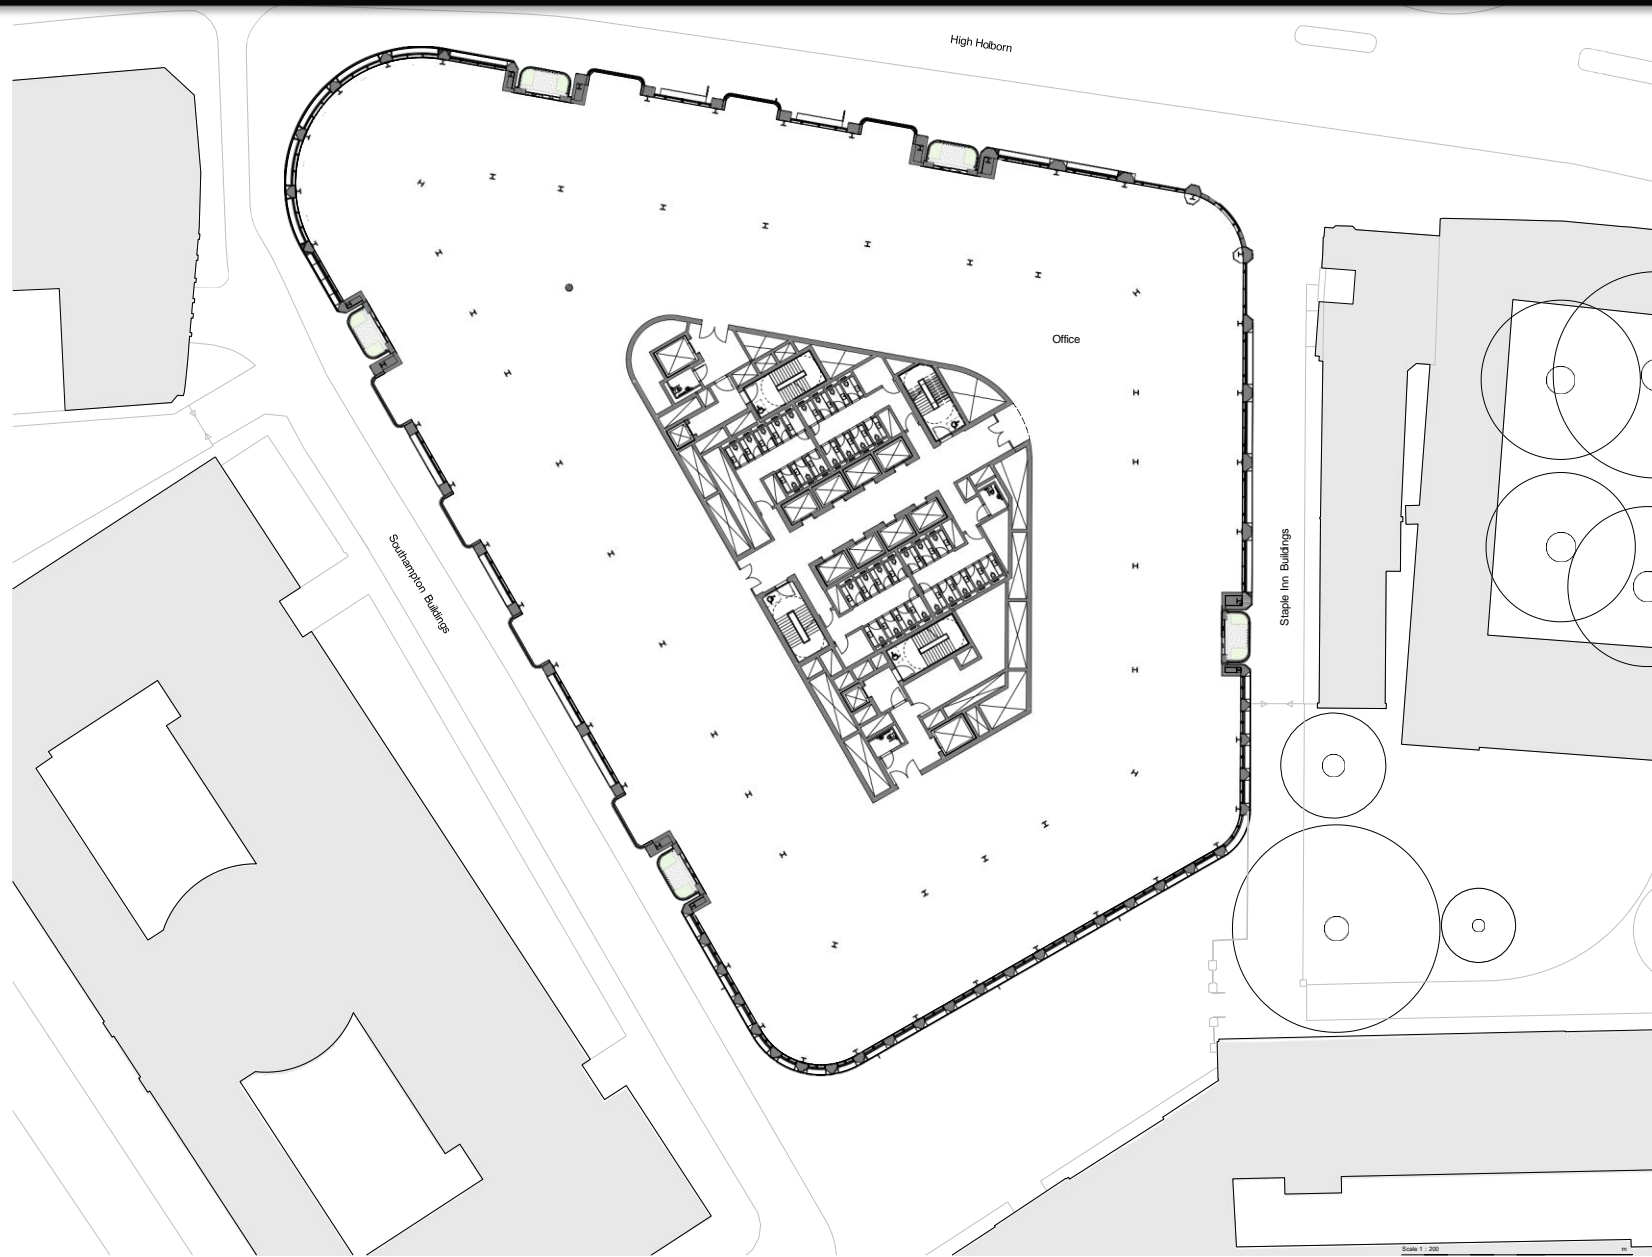 High Holborn
Office
Southampton Buildings
Staple Inn Buildings
Scale 1 : 200
m